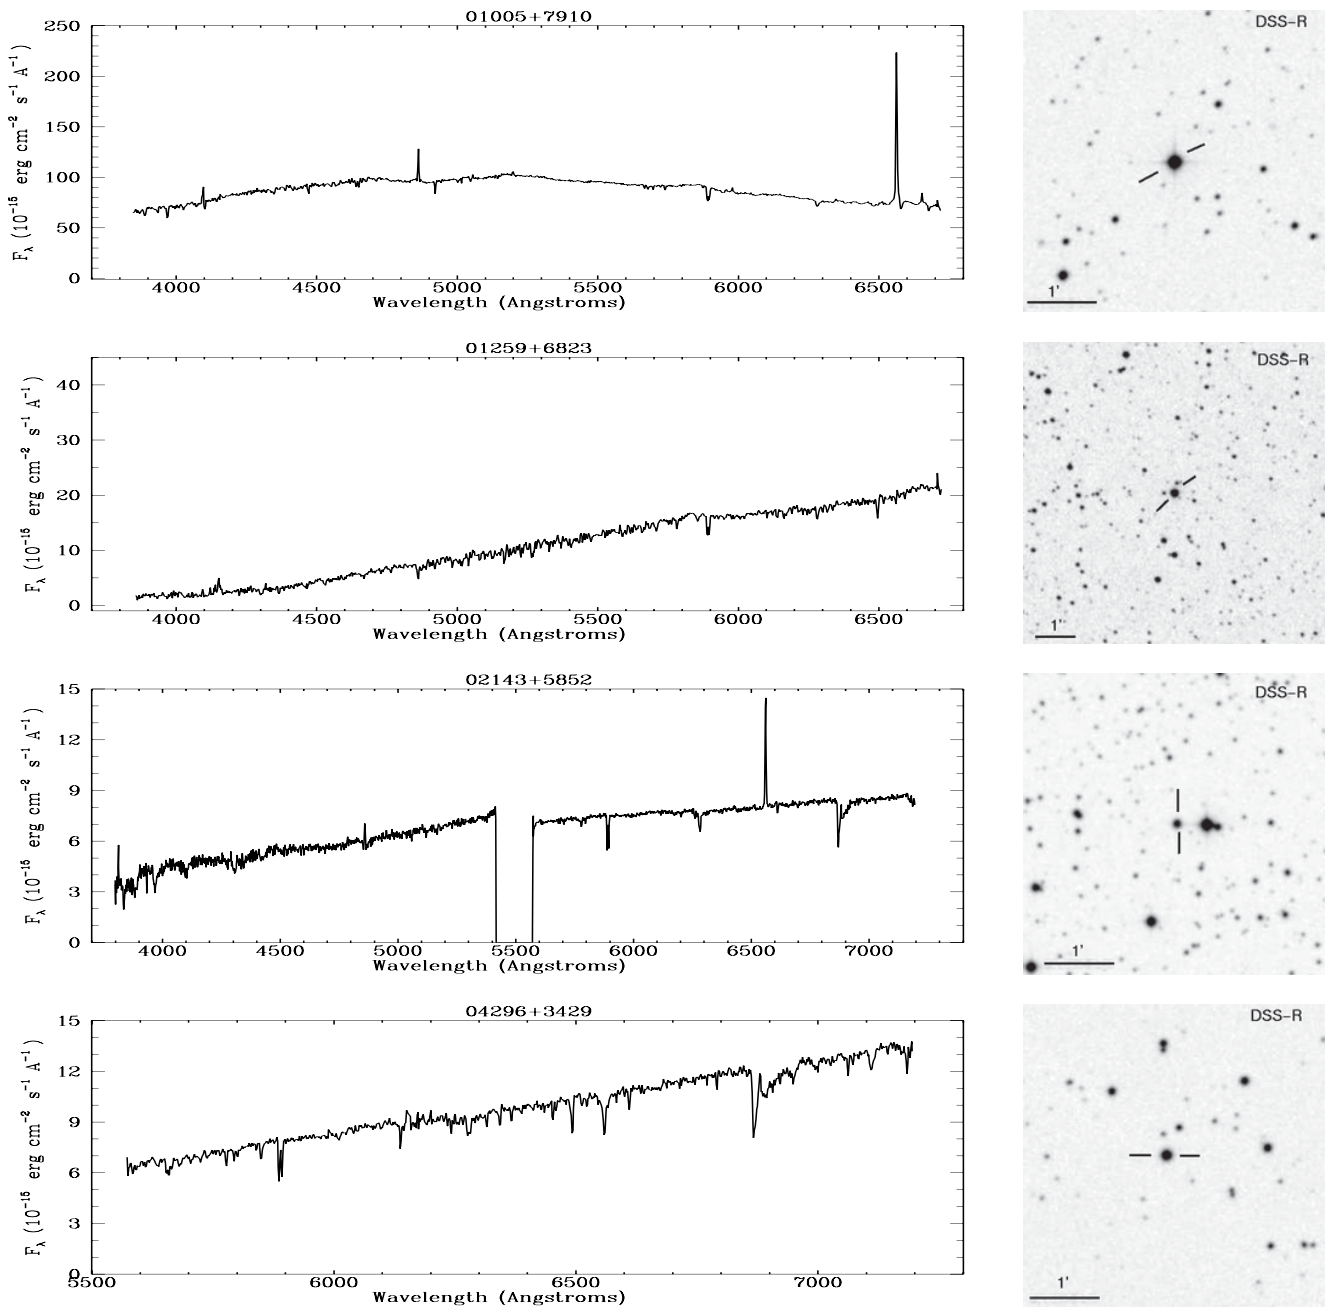 01005+7910
DSS-R
250
200
150
100
50
0
F_λ (10^-15 erg cm^-2 s^-1 A^-1)
4000 4500 5000 5500 6000 6500
Wavelength (Angstroms)
1'
01259+6823
DSS-R
40
30
20
10
0
F_λ (10^-15 erg cm^-2 s^-1 A^-1)
4000 4500 5000 5500 6000 6500
Wavelength (Angstroms)
1'
02143+5852
DSS-R
15
12
9
6
3
0
F_λ (10^-15 erg cm^-2 s^-1 A^-1)
4000 4500 5000 5500 6000 6500 7000
Wavelength (Angstroms)
1'
04296+3429
DSS-R
15
12
9
6
3
0
F_λ (10^-15 erg cm^-2 s^-1 A^-1)
5500 6000 6500 7000
Wavelength (Angstroms)
1'